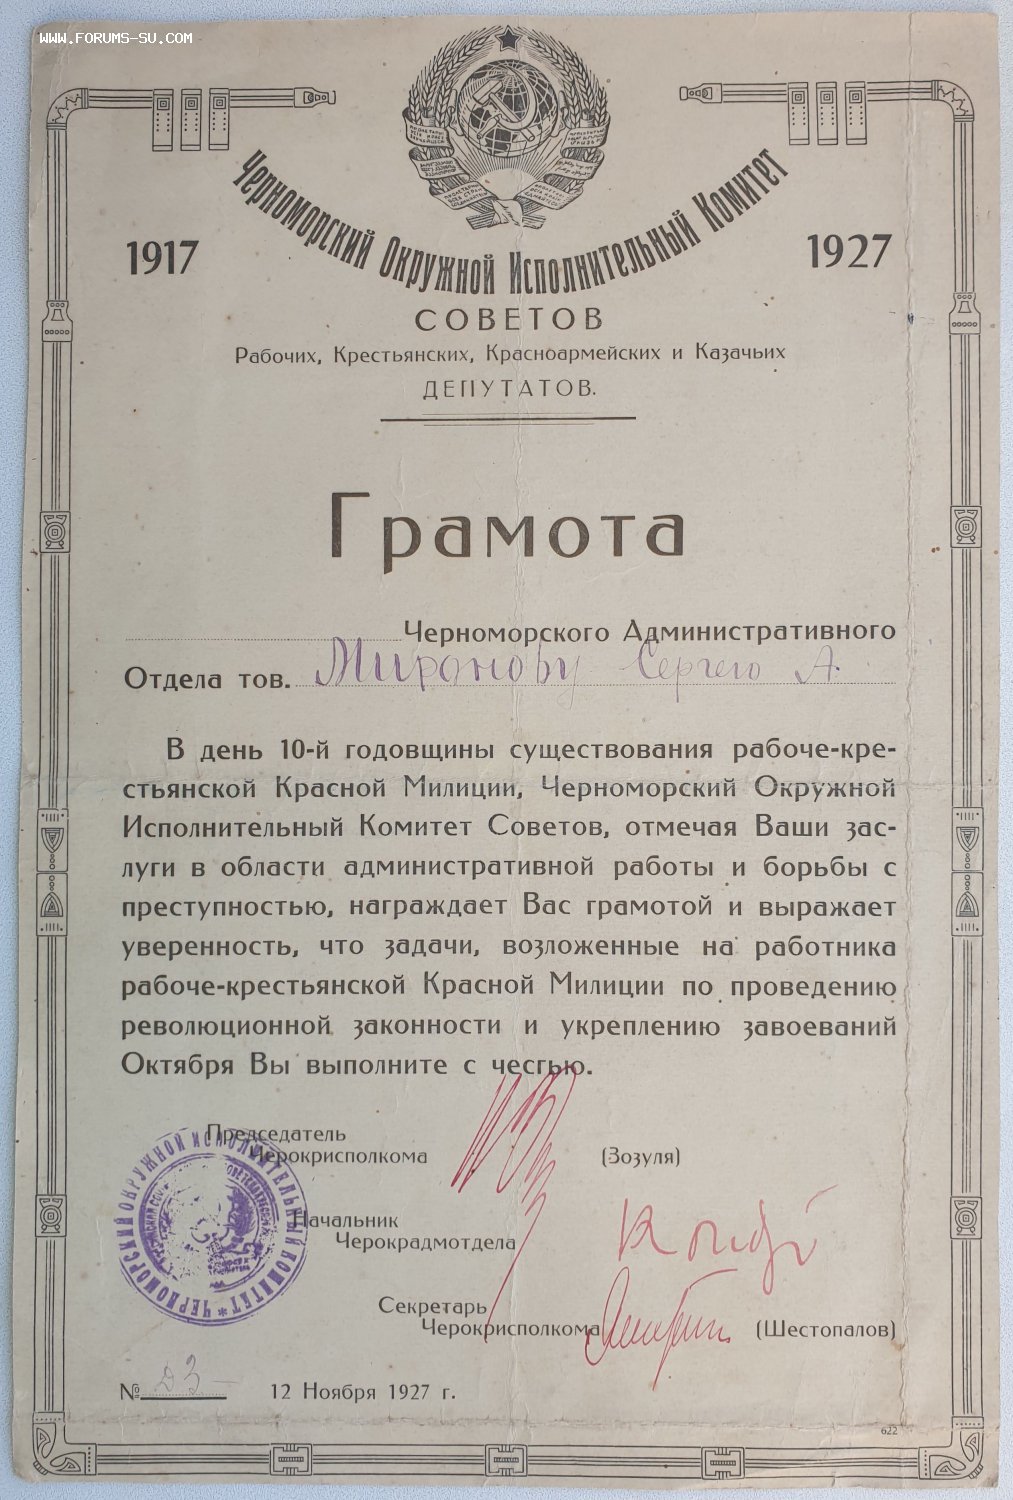 WWW.FORUMS-SU.COM
Черноморский Окружной Исполнительный Комитет
1917 1927
СОВЕТОВ
Рабочих, Крестьянских, Красноармейских и Казачьих
ДЕПУТАТОВ.
Грамота
Черноморского Административного
Отдела тов. Миронову Сергею А.
В день 10-й годовщины существования рабоче-кре-
стьянской Красной Милиции, Черноморский Окружной
Исполнительный Комитет Советов, отмечая Ваши зас-
луги в области административной работы и борьбы с
преступностью, награждает Вас грамотой и выражает
уверенность, что задачи, возложенные на работника
рабоче-крестьянской Красной Милиции по проведению
революционной законности и укреплению завоеваний
Октября Вы выполните с честью.
Председатель
Черокрисполкома (Зозуля)
Начальник
Черокрадмотдела
Секретарь
Черокрисполкома (Шестопалов)
ЧЕРНОМОРСКИЙ ОКРУЖНОЙ ИСПОЛНИТЕЛЬНЫЙ КОМИТЕТ *
№ 23 - 12 Ноября 1927 г.
622